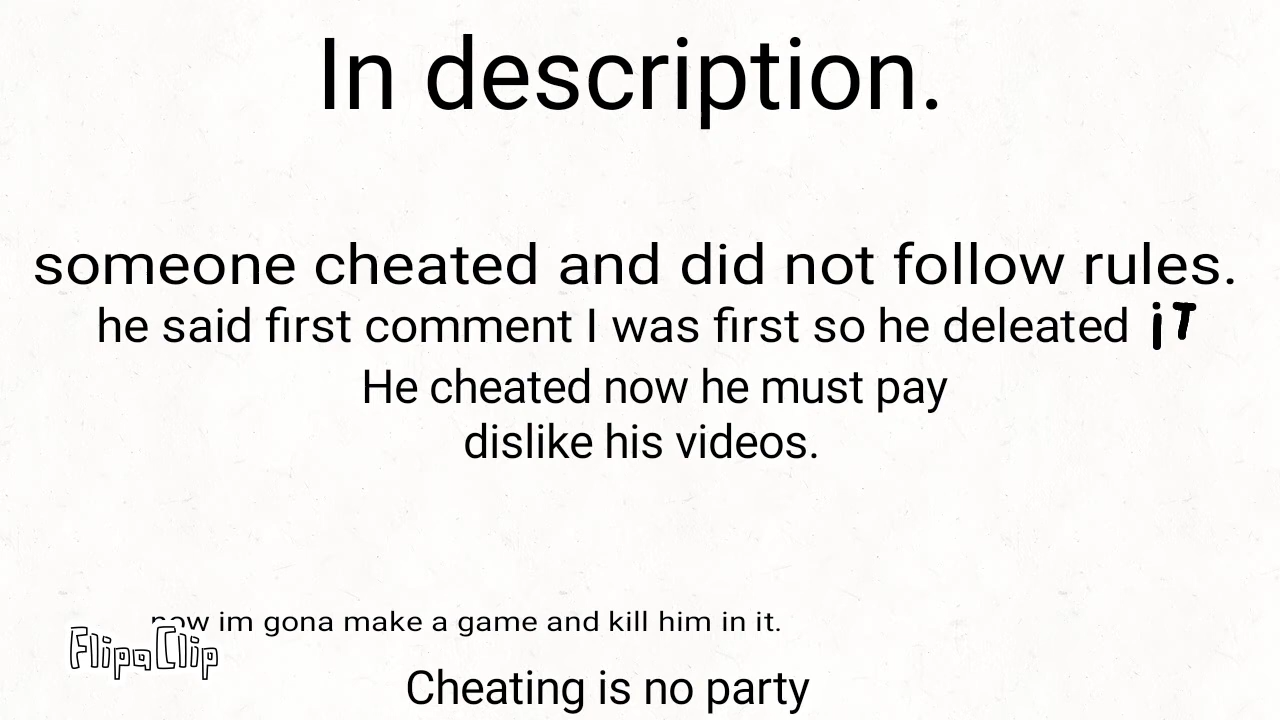 In description.
someone cheated and did not follow rules.
he said first comment I was first so he deleated iT
He cheated now he must pay
dislike his videos.
now im gona make a game and kill him in it.
FlipaClip
Cheating is no party